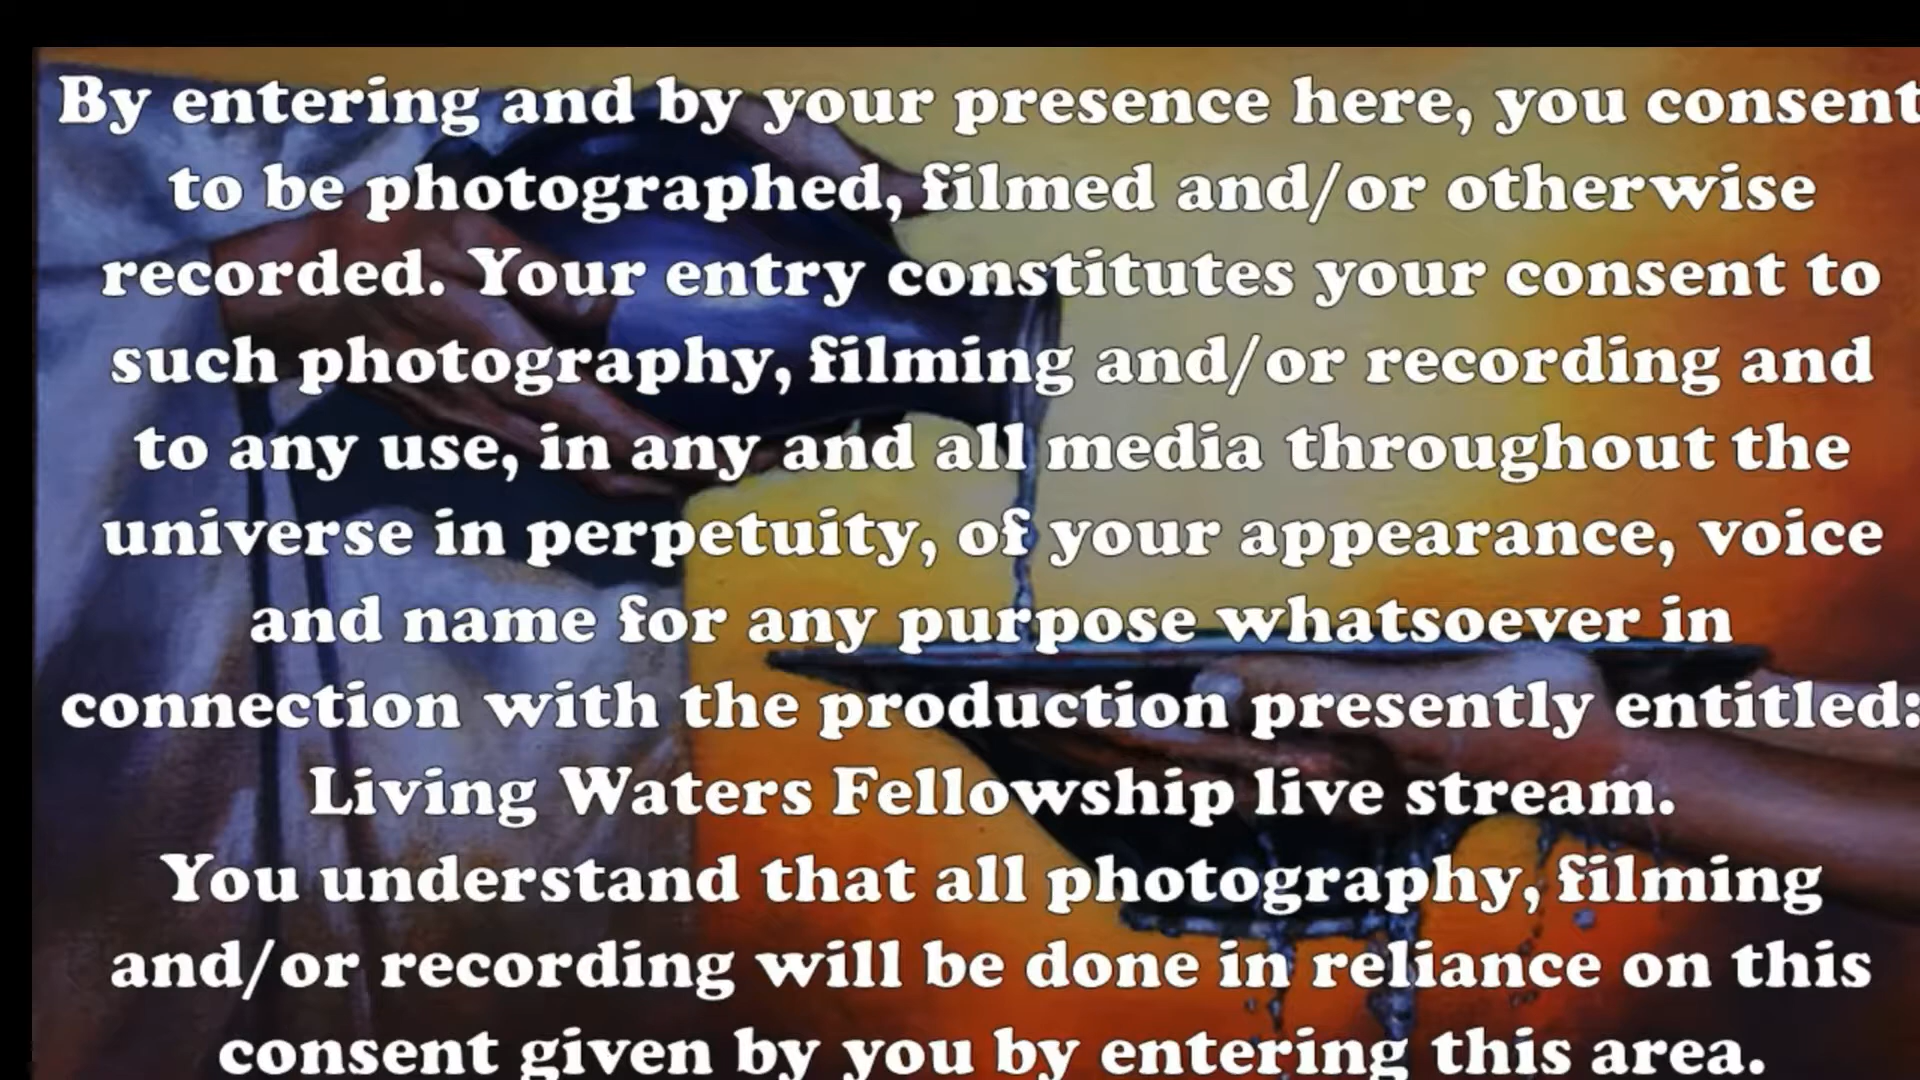 By entering and by your presence here, you consent
to be photographed, filmed and/or otherwise
recorded. Your entry constitutes your consent to
such photography, filming and/or recording and
to any use, in any and all media throughout the
universe in perpetuity, of your appearance, voice
and name for any purpose whatsoever in
connection with the production presently entitled:
Living Waters Fellowship live stream.
You understand that all photography, filming
and/or recording will be done in reliance on this
consent given by you by entering this area.